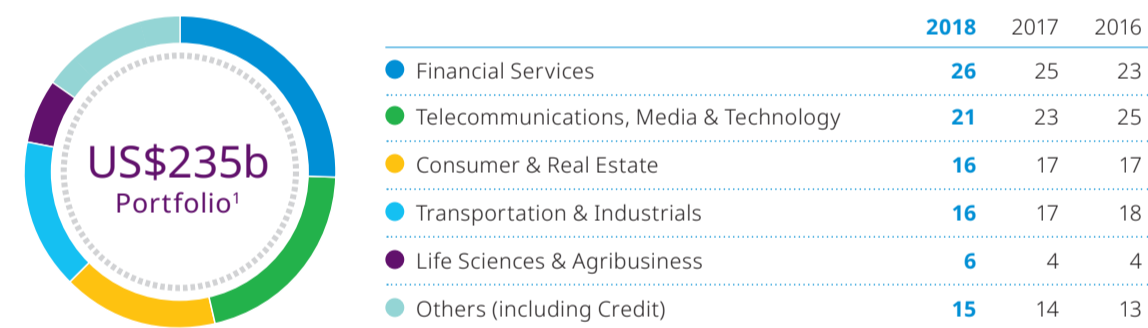 US$235b
Portfolio¹
2018 2017 2016
Financial Services 26 25 23
Telecommunications, Media & Technology 21 23 25
Consumer & Real Estate 16 17 17
Transportation & Industrials 16 17 18
Life Sciences & Agribusiness 6 4 4
Others (including Credit) 15 14 13